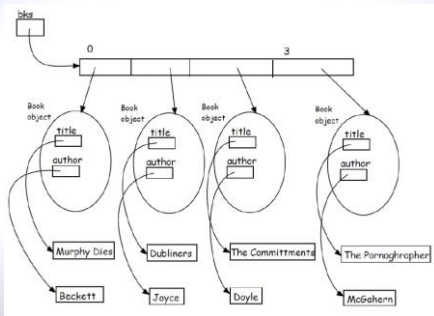 bks
0 3
Book
object
title
author
Book
object
title
author
Book
object
title
author
Book
object
title
author
Murphy Dies
Dubliners
The Committments
The Pornoghrapher
Beckett
Joyce
Doyle
McGahern